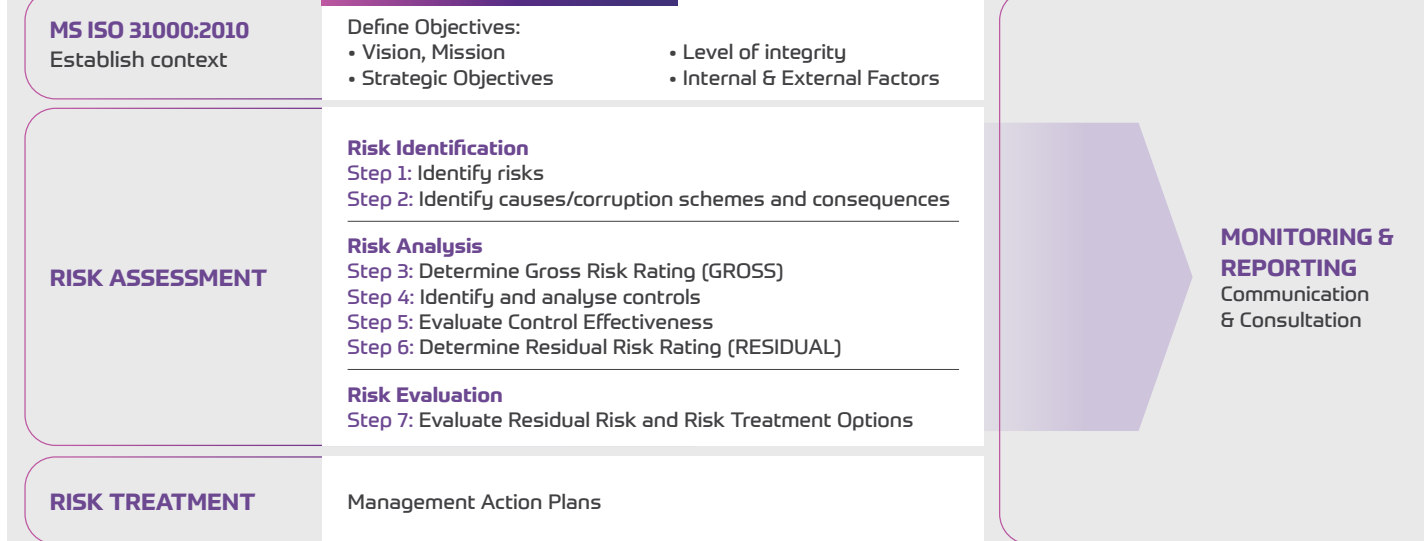 MS ISO 31000:2010
Establish context
Define Objectives:
• Vision, Mission
• Strategic Objectives
• Level of integrity
• Internal & External Factors
RISK ASSESSMENT
Risk Identification
Step 1: Identify risks
Step 2: Identify causes/corruption schemes and consequences
Risk Analysis
Step 3: Determine Gross Risk Rating (GROSS)
Step 4: Identify and analyse controls
Step 5: Evaluate Control Effectiveness
Step 6: Determine Residual Risk Rating (RESIDUAL)
Risk Evaluation
Step 7: Evaluate Residual Risk and Risk Treatment Options
RISK TREATMENT
Management Action Plans
MONITORING &
REPORTING
Communication
& Consultation